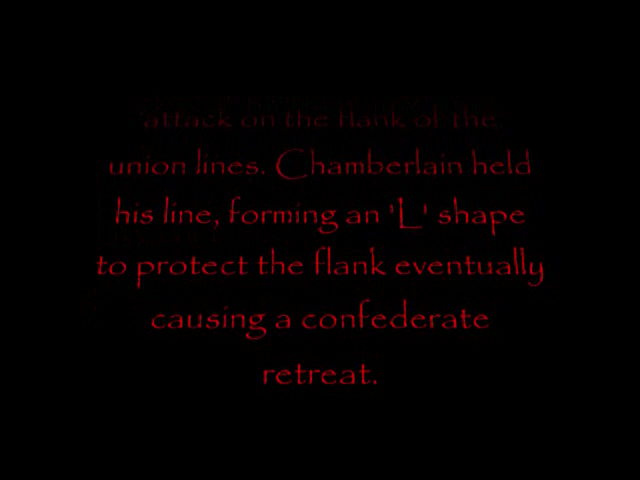 attack on the flank of the
union lines. Chamberlain held
his line, forming an 'L' shape
to protect the flank eventually
causing a confederate
retreat.